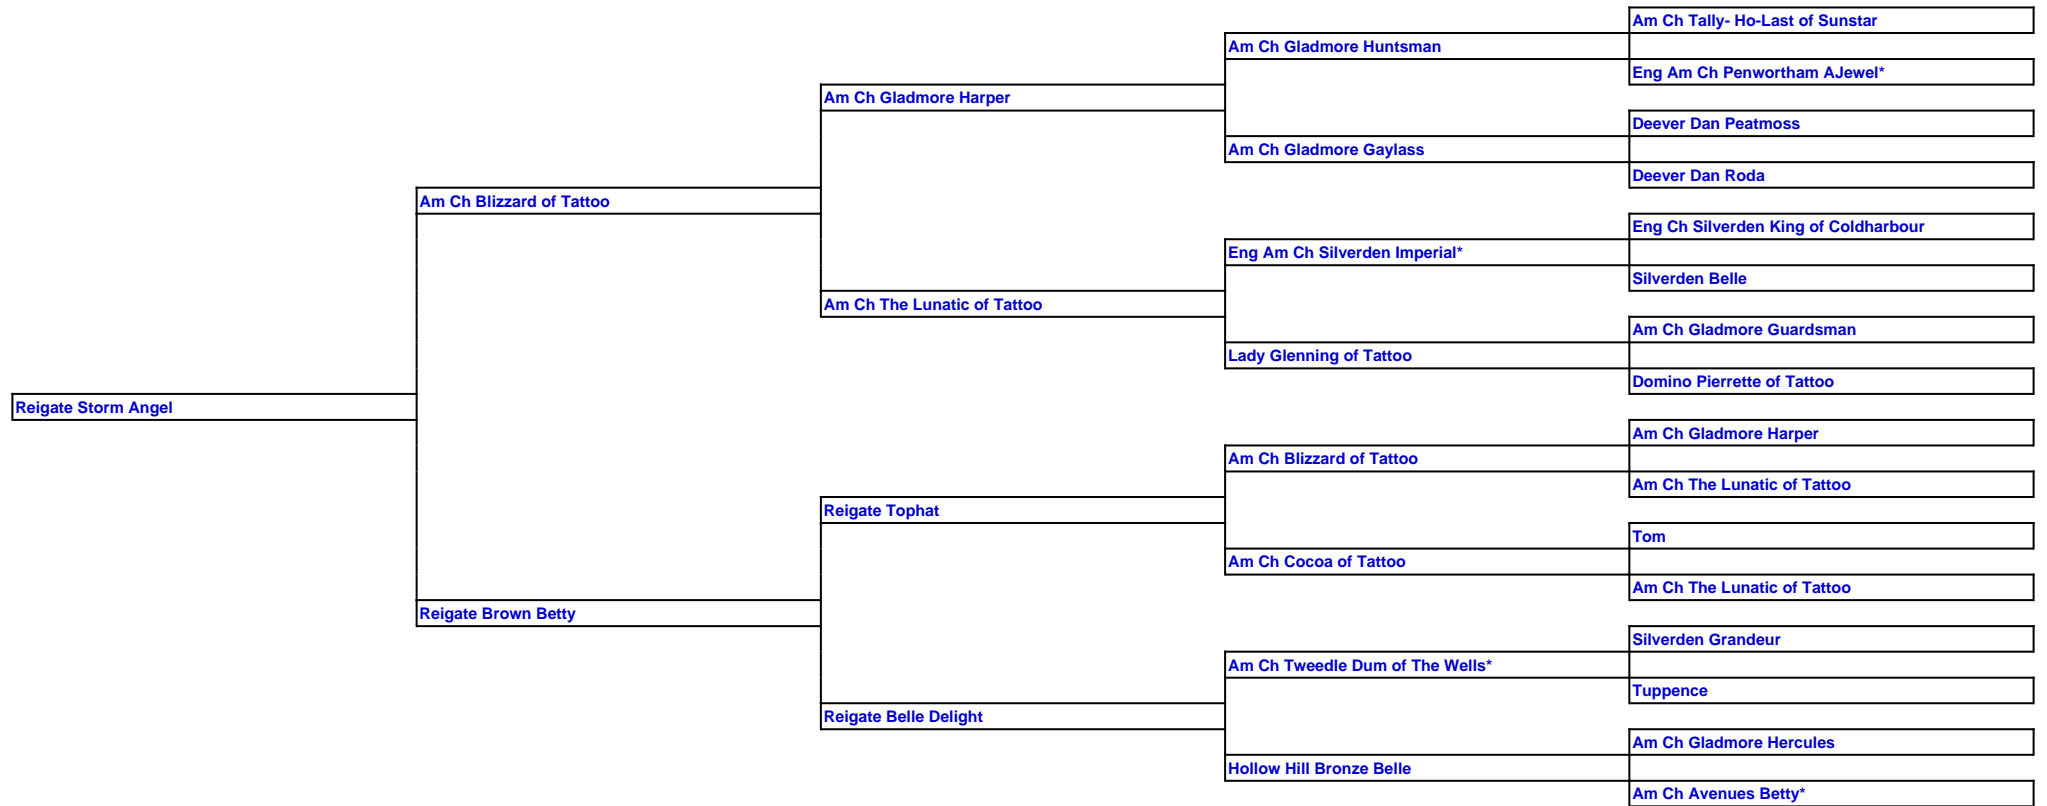 Am Ch Tally- Ho-Last of Sunstar
Am Ch Gladmore Huntsman
Eng Am Ch Penwortham AJewel*
Am Ch Gladmore Harper
Deever Dan Peatmoss
Am Ch Gladmore Gaylass
Deever Dan Roda
Am Ch Blizzard of Tattoo
Eng Ch Silverden King of Coldharbour
Eng Am Ch Silverden Imperial*
Silverden Belle
Am Ch The Lunatic of Tattoo
Am Ch Gladmore Guardsman
Lady Glenning of Tattoo
Domino Pierrette of Tattoo
Reigate Storm Angel
Am Ch Gladmore Harper
Am Ch Blizzard of Tattoo
Am Ch The Lunatic of Tattoo
Reigate Tophat
Tom
Am Ch Cocoa of Tattoo
Am Ch The Lunatic of Tattoo
Reigate Brown Betty
Silverden Grandeur
Am Ch Tweedle Dum of The Wells*
Tuppence
Reigate Belle Delight
Am Ch Gladmore Hercules
Hollow Hill Bronze Belle
Am Ch Avenues Betty*